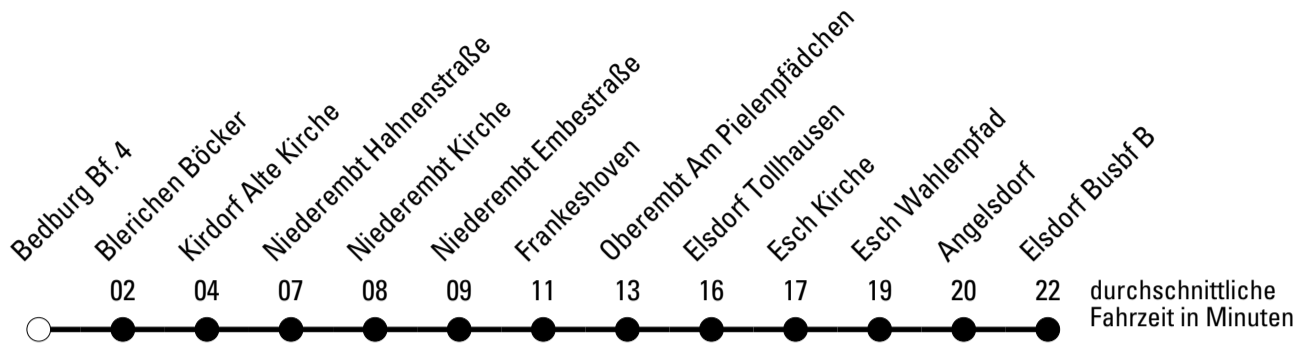 Bedburg Bf. 4
Blerichen Böcker
Kirdorf Alte Kirche
Niederembt Hahnenstraße
Niederembt Kirche
Niederembt Embestraße
Frankeshoven
Oberembt Am Pielenpfädchen
Elsdorf Tollhausen
Esch Kirche
Esch Wahlenpfad
Angelsdorf
Elsdorf Busbf B
02 04 07 08 09 11 13 16 17 19 20 22
durchschnittliche
Fahrzeit in Minuten